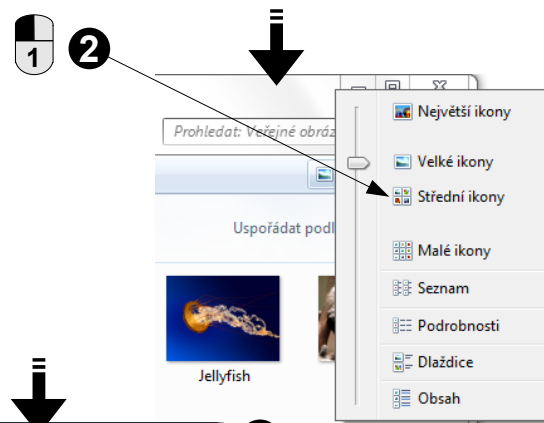 1
2
Prohledat: Veřejné obráz
Největší ikony
Velké ikony
Střední ikony
Uspořádat podl
Malé ikony
Seznam
Podrobnosti
Jellyfish
Dlaždice
Obsah